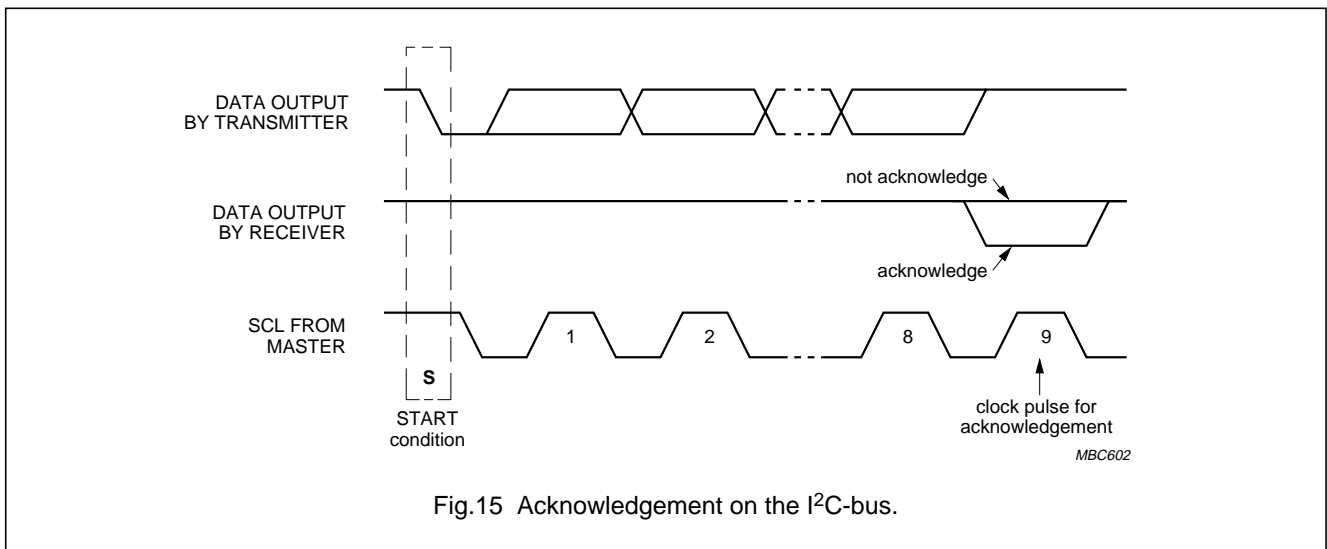 DATA OUTPUT
BY TRANSMITTER
not acknowledge
DATA OUTPUT
BY RECEIVER
acknowledge
SCL FROM
MASTER
1
2
8
9
S
START
condition
clock pulse for
acknowledgement
MBC602
Fig.15 Acknowledgement on the I²C-bus.